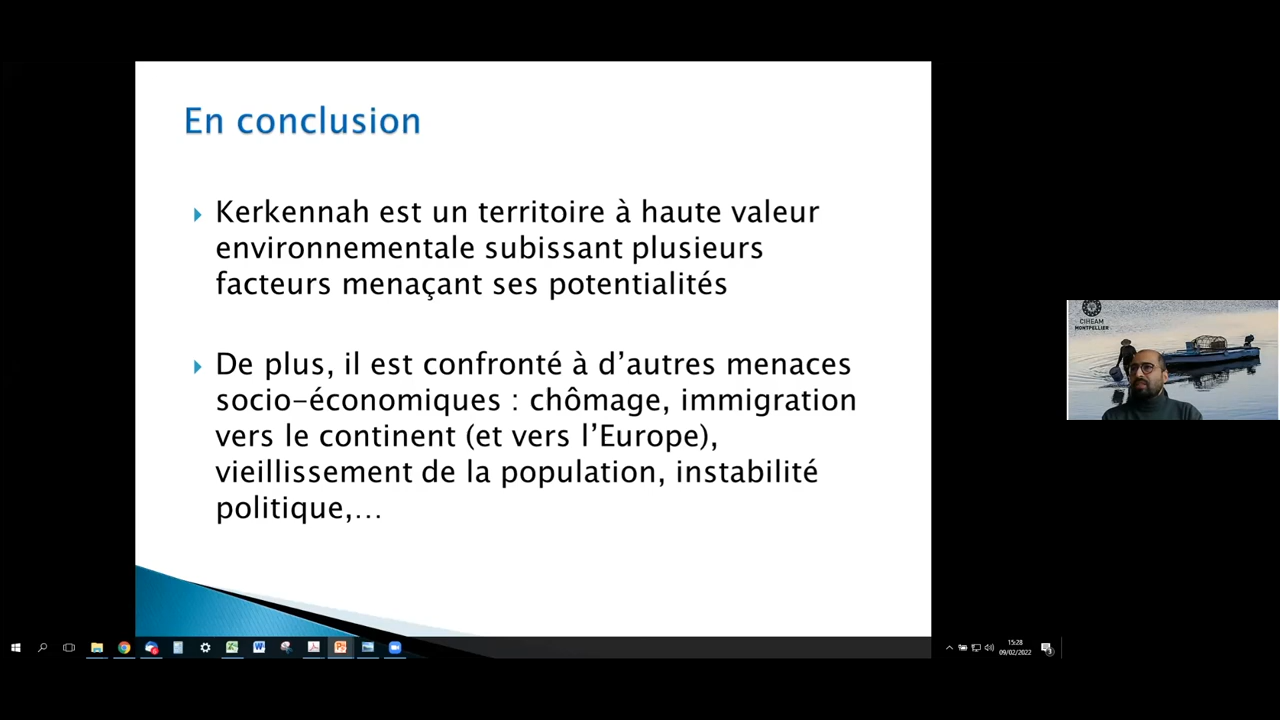 En conclusion
Kerkennah est un territoire à haute valeur
environnementale subissant plusieurs
facteurs menaçant ses potentialités
De plus, il est confronté à d’autres menaces
socio-économiques : chômage, immigration
vers le continent (et vers l’Europe),
vieillissement de la population, instabilité
politique,…
CIHEAM
MONTPELLIER
15:28
09/02/2022